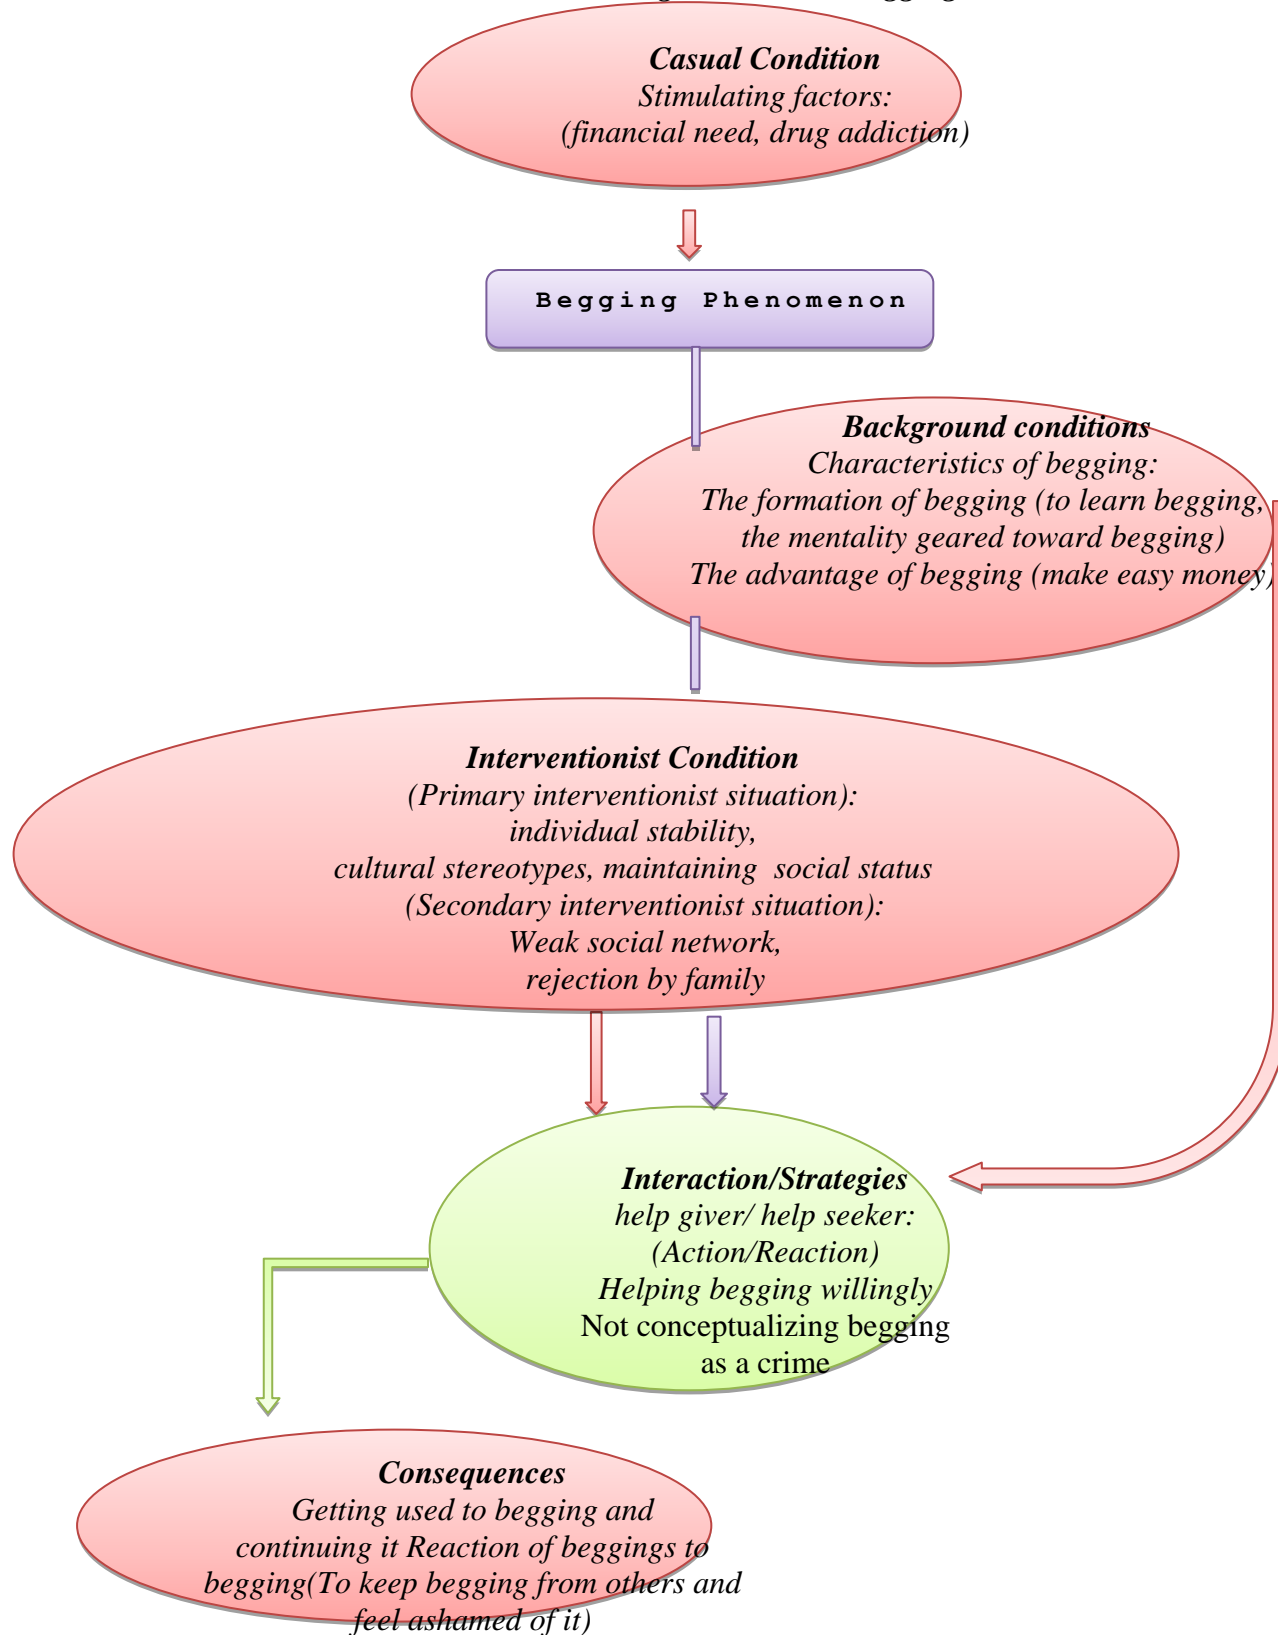 Casual Condition
Stimulating factors:
(financial need, drug addiction)
Begging Phenomenon
Background conditions
Characteristics of begging:
The formation of begging (to learn begging,
the mentality geared toward begging)
The advantage of begging (make easy money)
Interventionist Condition
(Primary interventionist situation):
individual stability,
cultural stereotypes, maintaining social status
(Secondary interventionist situation):
Weak social network,
rejection by family
Interaction/Strategies
help giver/ help seeker:
(Action/Reaction)
Helping begging willingly
Not conceptualizing begging
as a crime
Consequences
Getting used to begging and
continuing it Reaction of beggings to
begging(To keep begging from others and
feel ashamed of it)